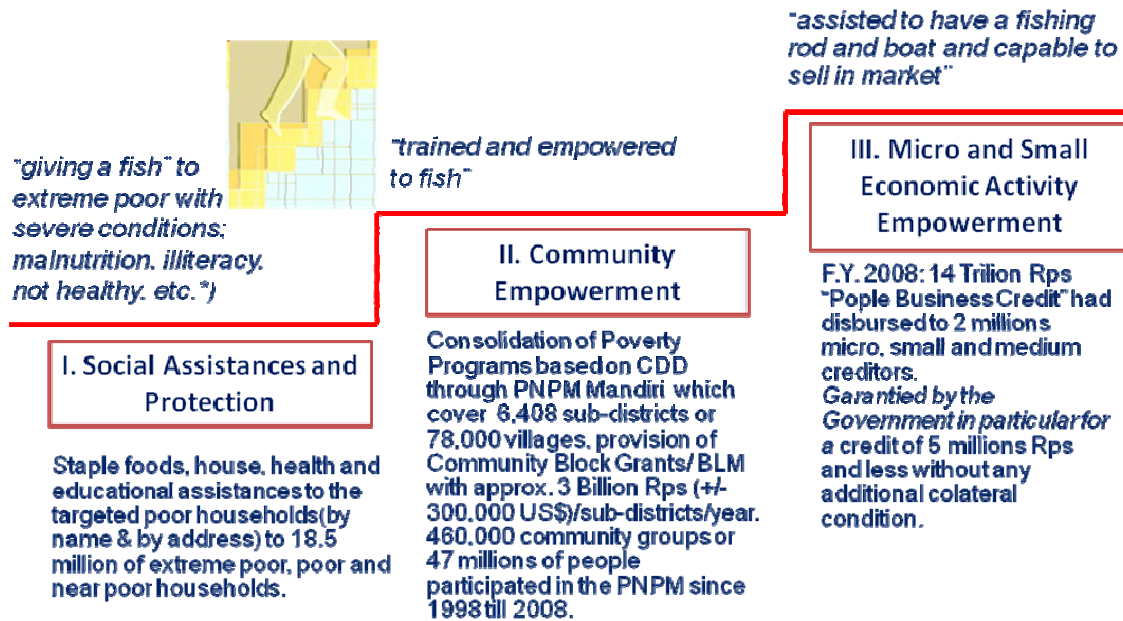 "giving a fish" to
extreme poor with
severe conditions;
malnutrition, illiteracy,
not healthy, etc.*)
I. Social Assistances and
Protection
Staple foods, house, health and
educational assistances to the
targeted poor households(by
name & by address) to 18.5
million of extreme poor, poor and
near poor households.
"trained and empowered
to fish"
II. Community
Empowerment
Consolidation of Poverty
Programs based on CDD
through PNPM Mandiri which
cover 6,408 sub-districts or
78,000 villages, provision of
Community Block Grants/ BLM
with approx. 3 Billion Rps (+/-
300,000 US$)/sub-districts/year.
460,000 community groups or
47 millions of people
participated in the PNPM since
1998 till 2008.
"assisted to have a fishing
rod and boat and capable to
sell in market"
III. Micro and Small
Economic Activity
Empowerment
F.Y. 2008: 14 Trilion Rps
"Pople Business Credit" had
disbursed to 2 millions
micro, small and medium
creditors.
Garantied by the
Government in particular for
a credit of 5 millions Rps
and less without any
additional colateral
condition.